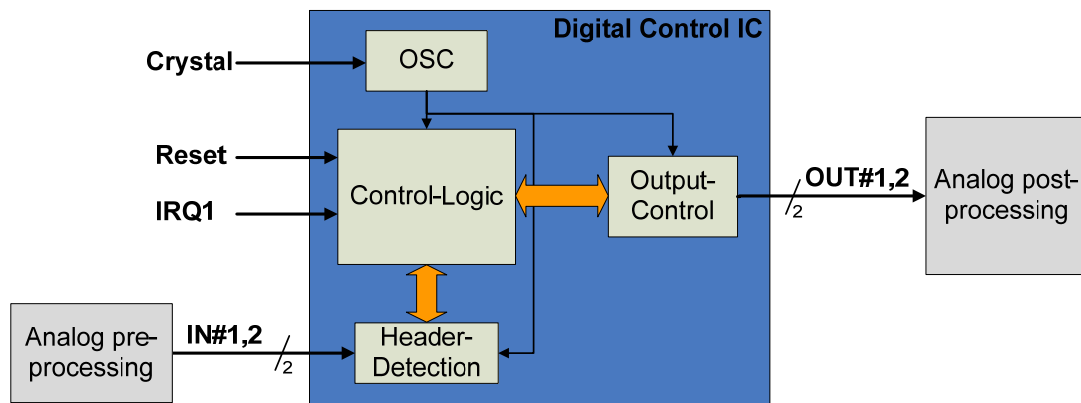 Digital Control IC
Crystal
OSC
Reset
IRQ1
Control-Logic
Output-
Control
OUT#1,2
2
Analog post-
processing
Analog pre-
processing
IN#1,2
2
Header-
Detection